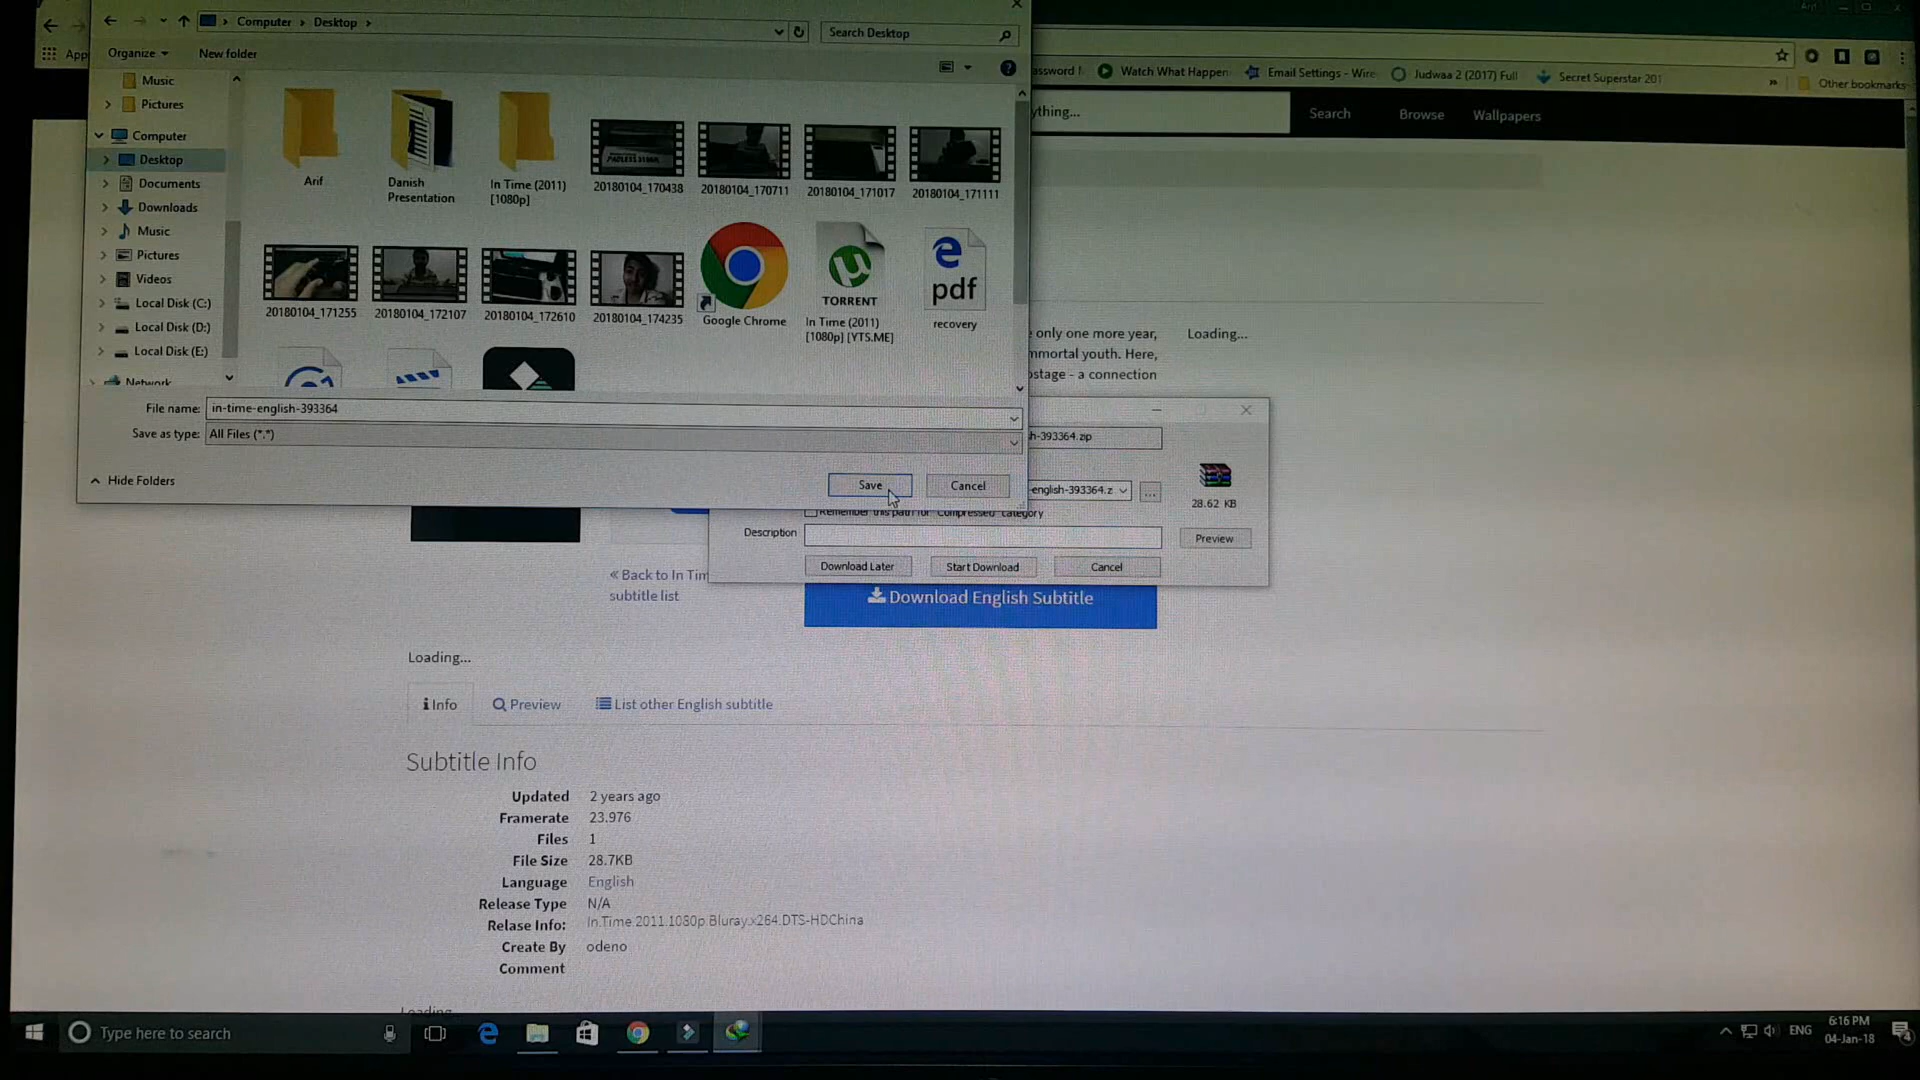 Computer > Desktop >
Search Desktop
Organize
New folder
Music
Pictures
Computer
Desktop
Documents
Downloads
Music
Pictures
Videos
Local Disk (C:)
Local Disk (D:)
Local Disk (E:)
Network
Arif
Danish Presentation
In Time (2011) [1080p]
20180104_170438
20180104_170711
20180104_171017
20180104_171111
20180104_171255
20180104_172107
20180104_172610
20180104_174235
Google Chrome
TORRENT
In Time (2011) [1080p] [YTS.ME]
pdf
recovery
File name: in-time-english-393364
Save as type: All Files (*.*)
Hide Folders
Save
Cancel
App
assword
Watch What Happen
Email Settings - Wire
Judwaa 2 (2017) Full
Secret Superstar 201
»
Other bookmarks
ything...
Search
Browse
Wallpapers
only one more year,
mmortal youth. Here,
ostage - a connection
Loading...
h-393364.zip
-english-393364.z
...
28.62 KB
Remember this path for "Compressed" category
Description
Preview
Download Later
Start Download
Cancel
« Back to In Tim
subtitle list
Download English Subtitle
Loading...
Info
Preview
List other English subtitle
Subtitle Info
Updated 2 years ago
Framerate 23.976
Files 1
File Size 28.7KB
Language English
Release Type N/A
Relase Info: In.Time.2011.1080p.Bluray.x264.DTS-HDChina
Create By odeno
Comment
Loading...
Type here to search
ENG
6:16 PM
04-Jan-18
4